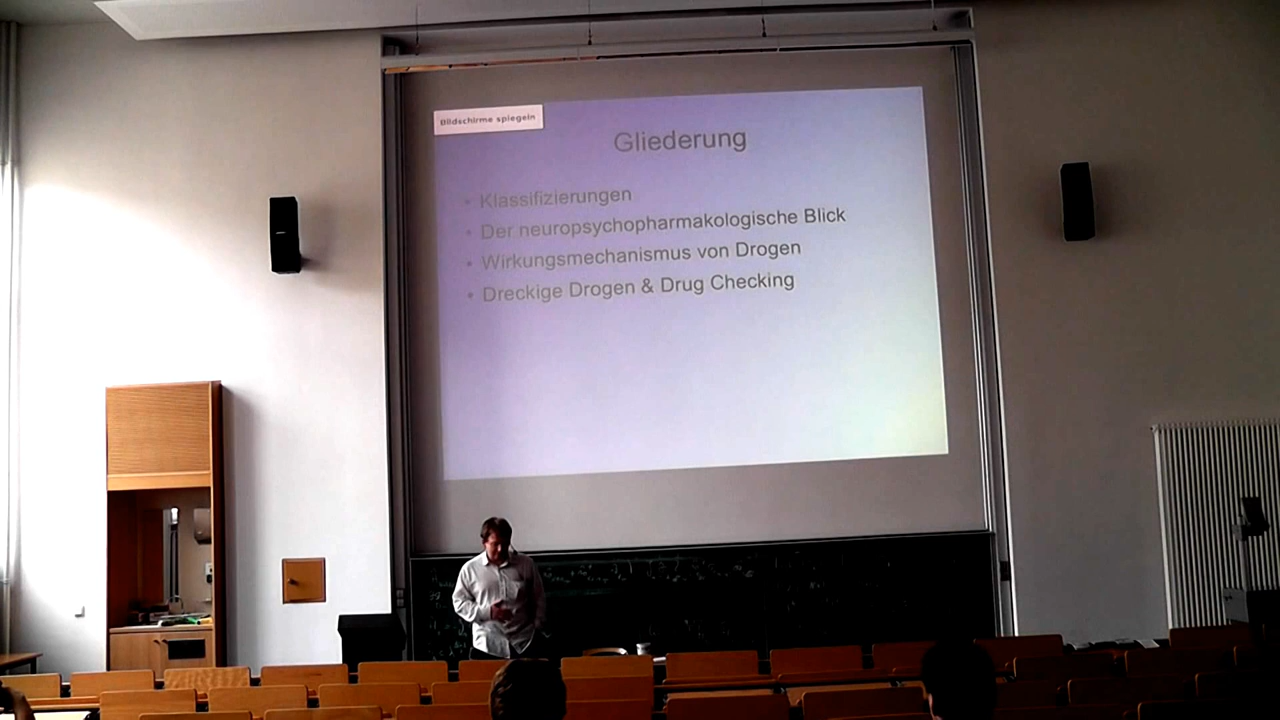 Bildschirme spiegeln
Gliederung
• Klassifizierungen
• Der neuropsychopharmakologische Blick
• Wirkungsmechanismus von Drogen
• Dreckige Drogen & Drug Checking